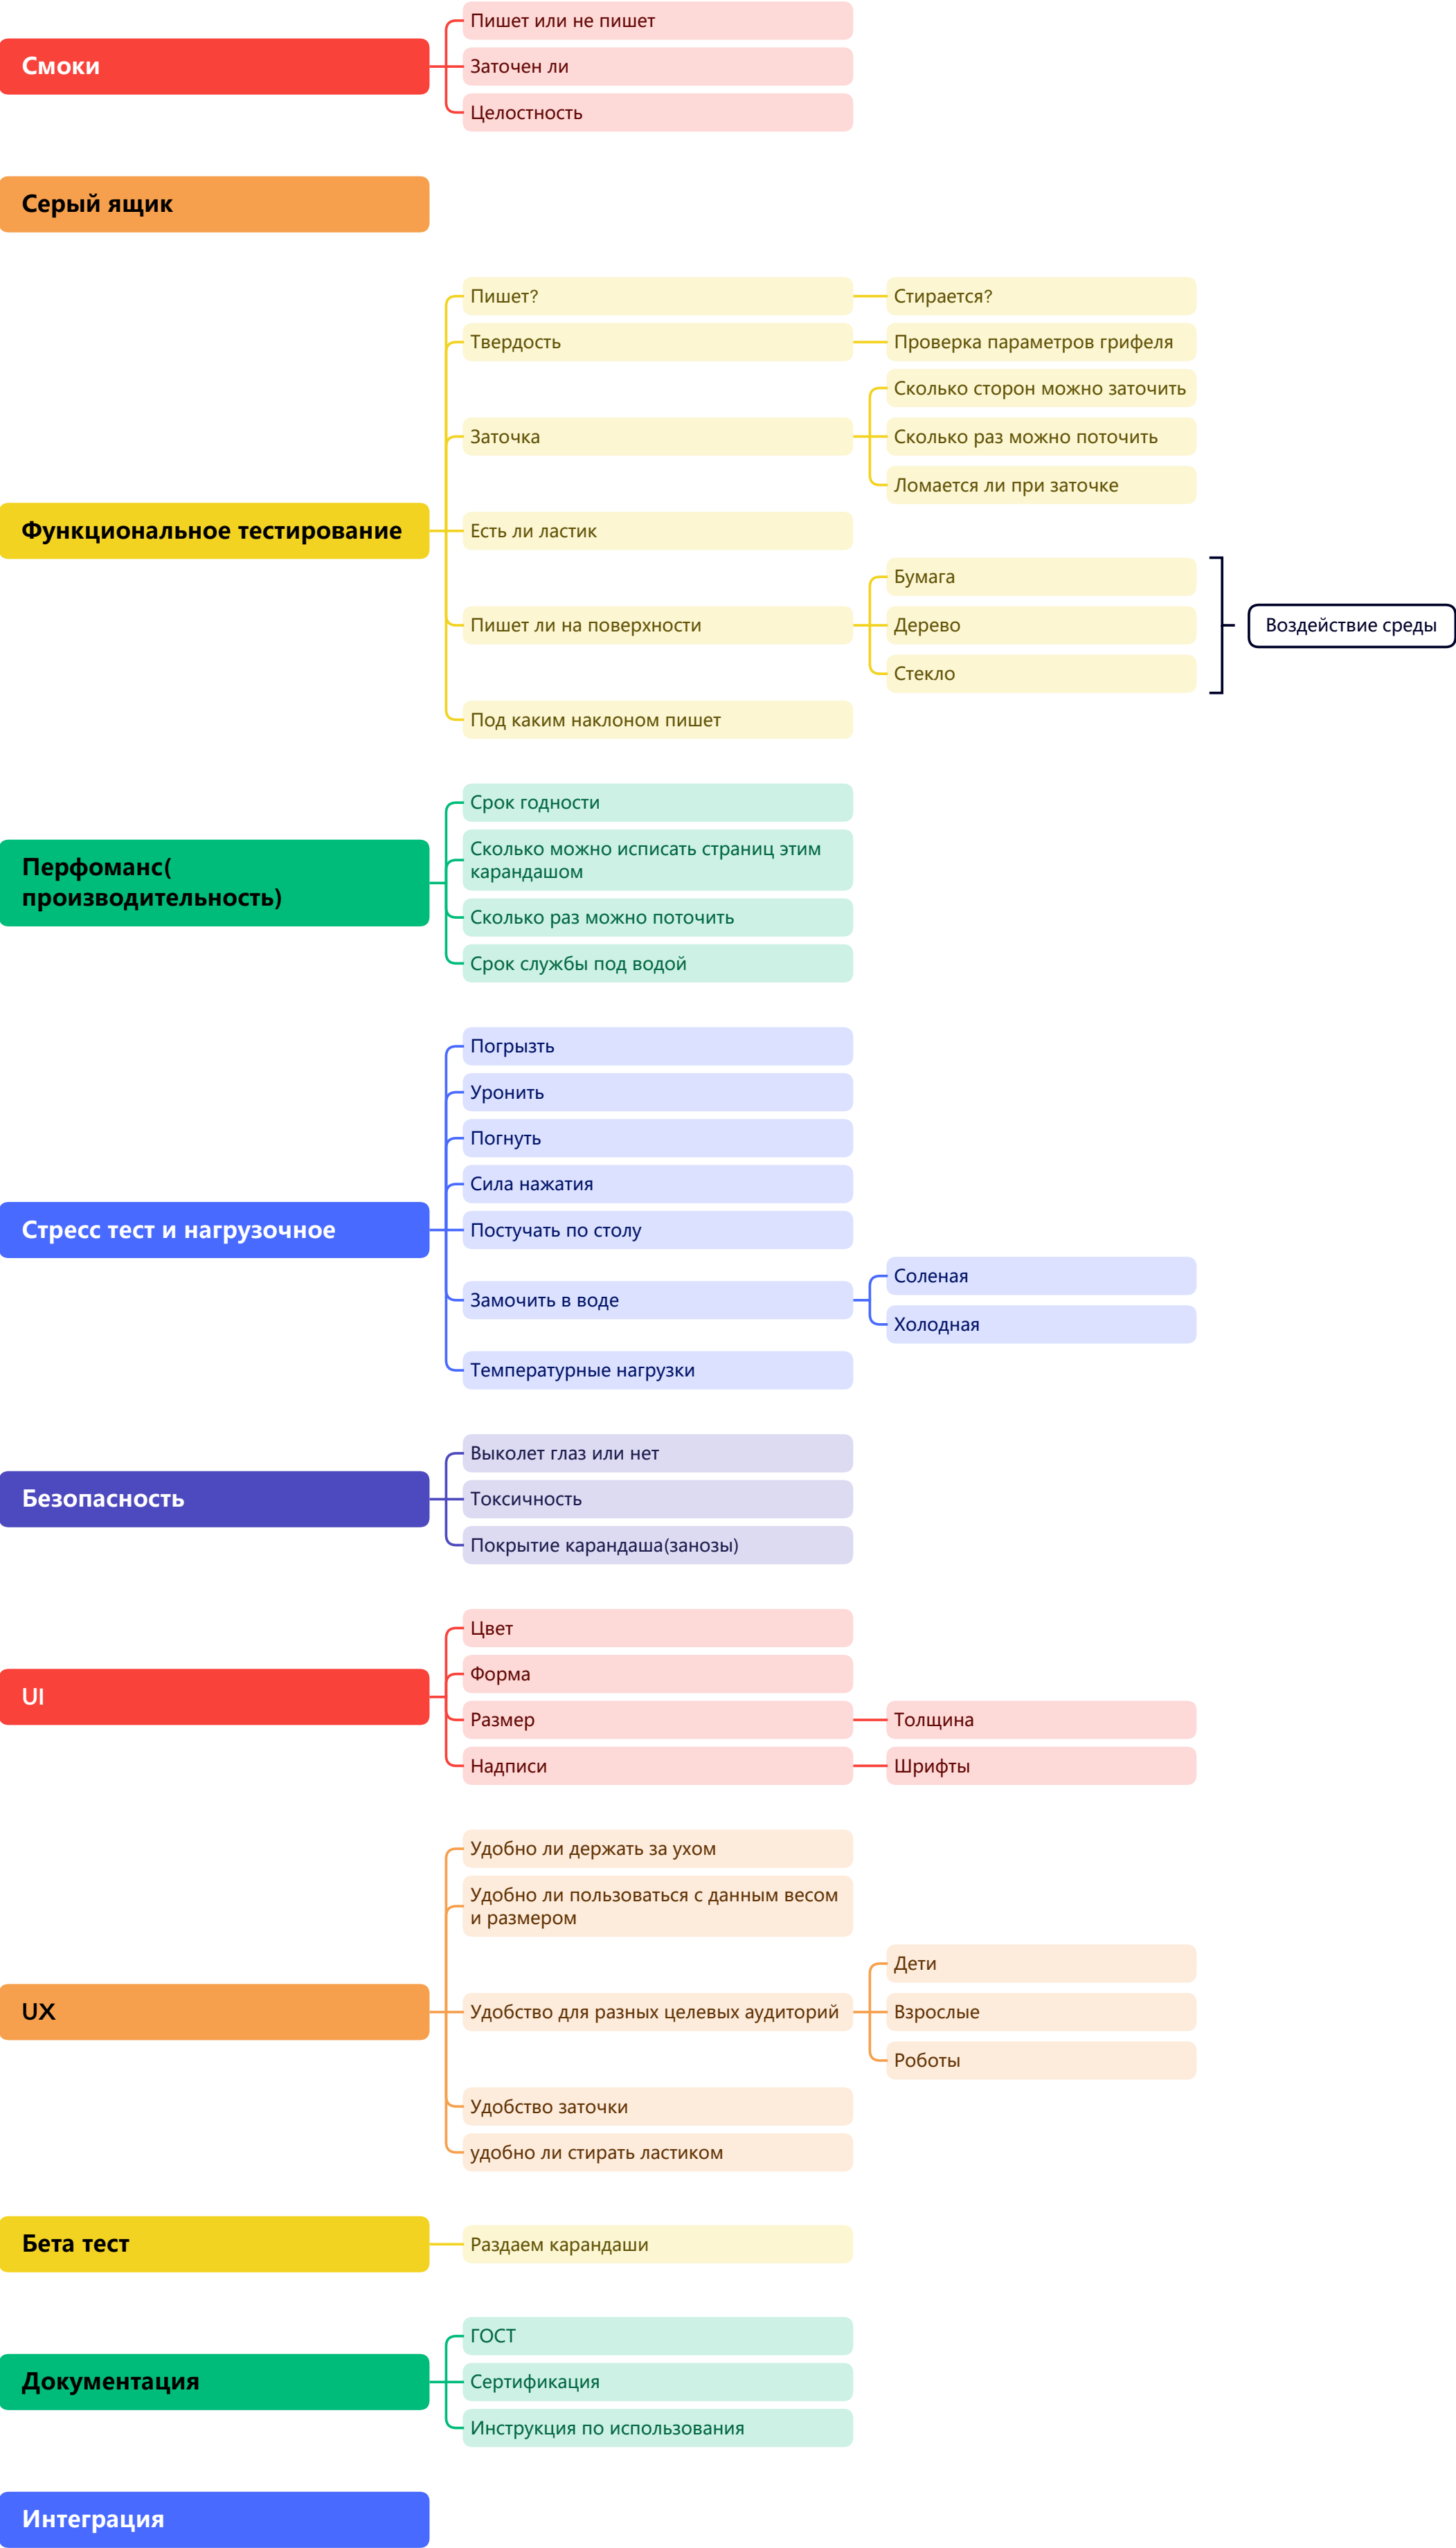 Смоки
Пишет или не пишет
Заточен ли
Целостность
Серый ящик
Функциональное тестирование
Пишет?
Стирается?
Твердость
Проверка параметров грифеля
Заточка
Сколько сторон можно заточить
Сколько раз можно поточить
Ломается ли при заточке
Есть ли ластик
Пишет ли на поверхности
Бумага
Дерево
Стекло
Воздействие среды
Под каким наклоном пишет
Перфоманс(
производительность)
Срок годности
Сколько можно исписать страниц этим
карандашом
Сколько раз можно поточить
Срок службы под водой
Стресс тест и нагрузочное
Погрызть
Уронить
Погнуть
Сила нажатия
Постучать по столу
Замочить в воде
Соленая
Холодная
Температурные нагрузки
Безопасность
Выколет глаз или нет
Токсичность
Покрытие карандаша(занозы)
UI
Цвет
Форма
Размер
Толщина
Надписи
Шрифты
UX
Удобно ли держать за ухом
Удобно ли пользоваться с данным весом
и размером
Удобство для разных целевых аудиторий
Дети
Взрослые
Роботы
Удобство заточки
удобно ли стирать ластиком
Бета тест
Раздаем карандаши
Документация
ГОСТ
Сертификация
Инструкция по использования
Интеграция